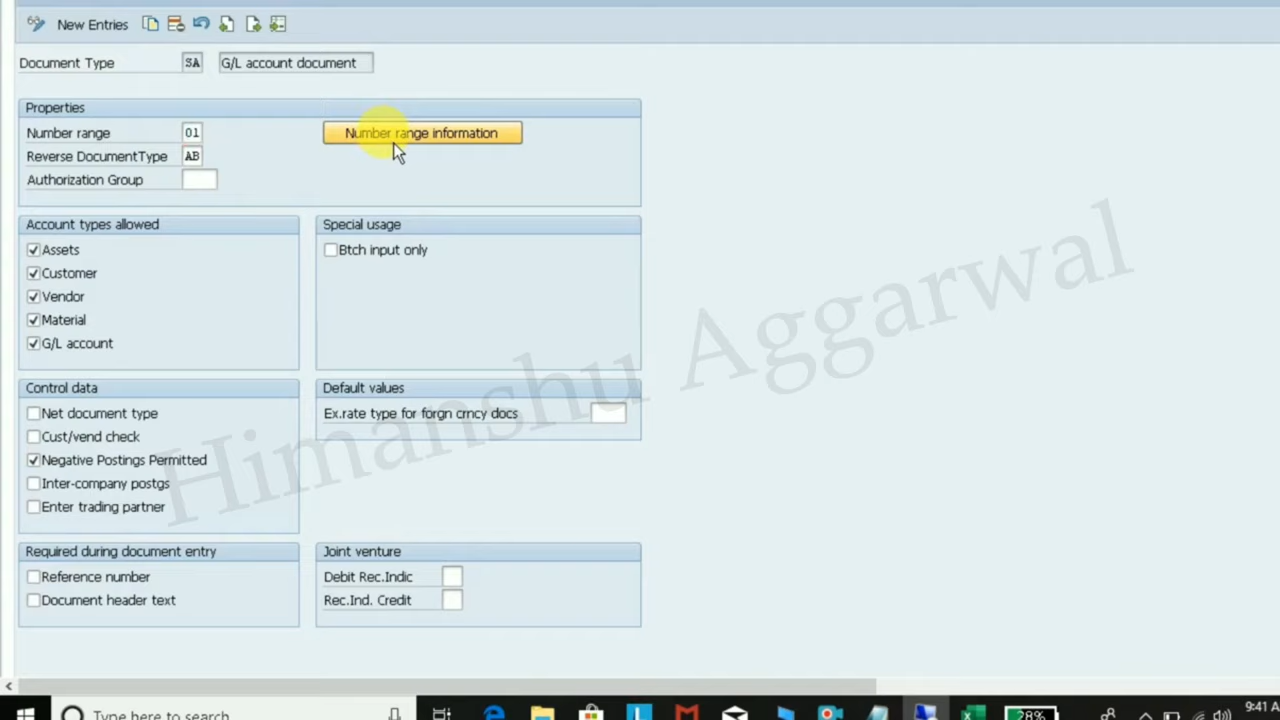 New Entries
Document Type SA G/L account document
Properties
Number range 01 Number range information
Reverse DocumentType AB
Authorization Group
Account types allowed Special usage
Assets Btch input only
Customer
Vendor
Material
G/L account
Control data Default values
Net document type Ex.rate type for forgn crncy docs
Cust/vend check
Negative Postings Permitted
Inter-company postgs
Enter trading partner
Required during document entry Joint venture
Reference number Debit Rec.Indic
Document header text Rec.Ind. Credit
Himanshu Aggarwal
Type here to search 28% 9:41 A